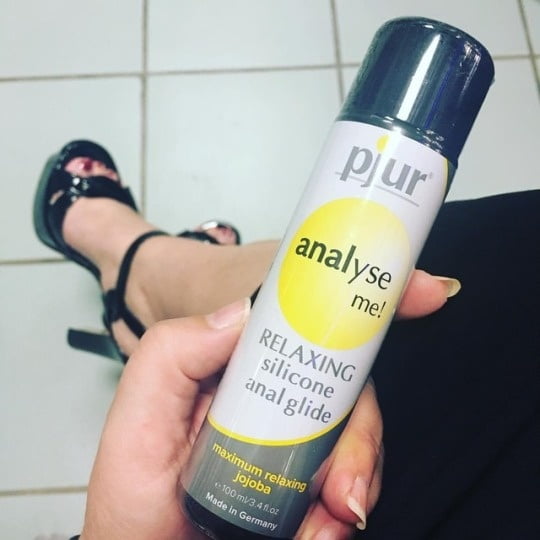 pjur®
analyse
me!
RELAXING
silicone
anal glide
maximum relaxing
jojoba
e 100 ml/3.4 fl.oz
Made in Germany